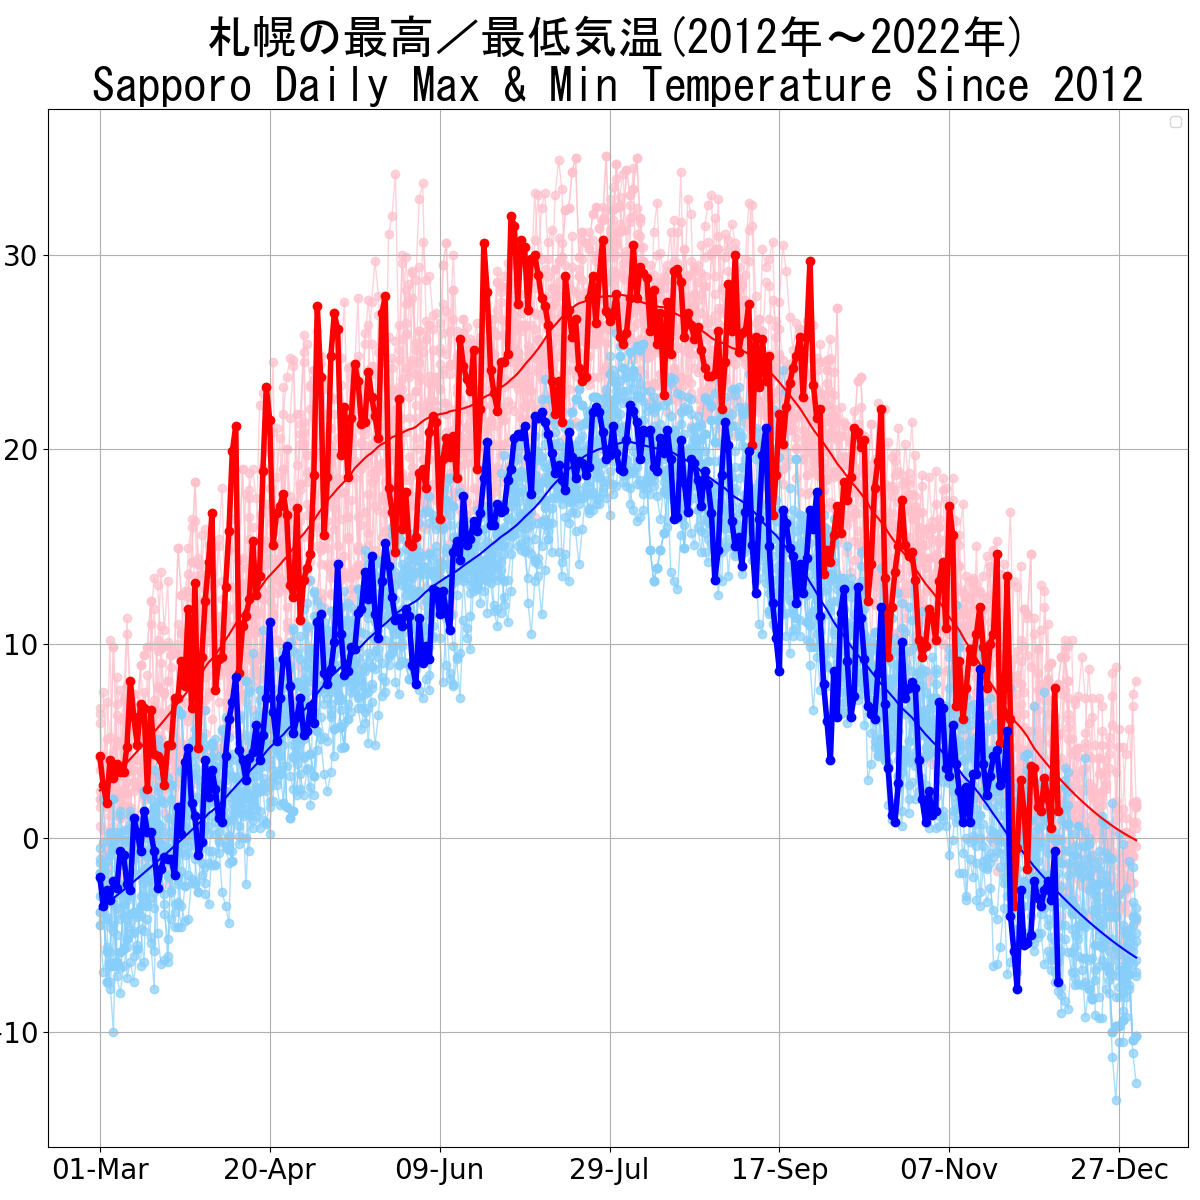 札幌の最高／最低気温(2012年～2022年)
Sapporo Daily Max & Min Temperature Since 2012
30
20
10
0
-10
01-Mar 20-Apr 09-Jun 29-Jul 17-Sep 07-Nov 27-Dec